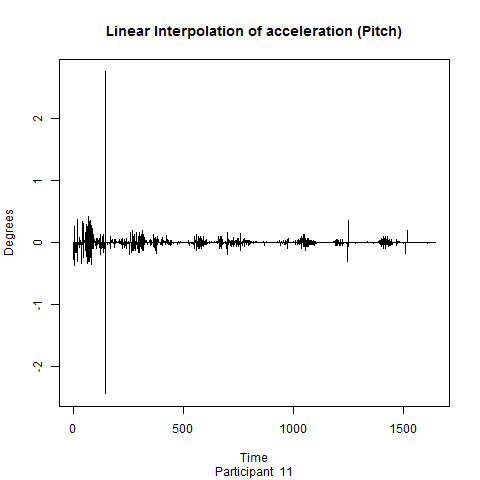 Linear Interpolation of acceleration (Pitch)
2
1
0
-1
-2
Degrees
0 500 1000 1500
Time
Participant 11